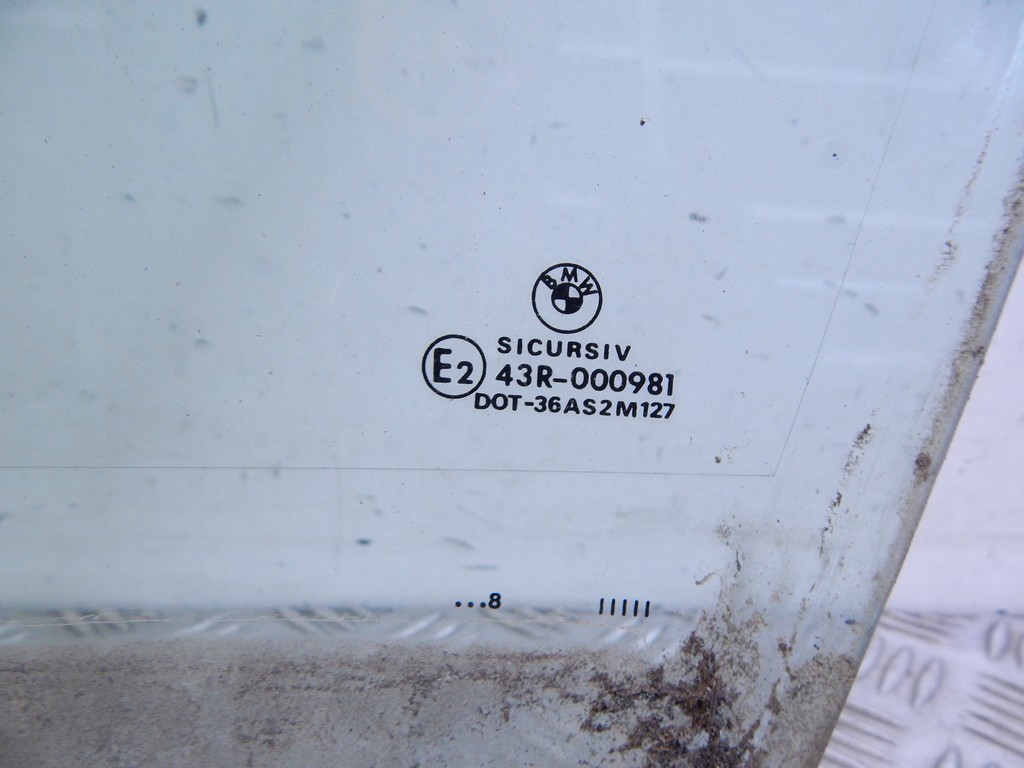 BMW
SICURSIV
E2 43R-000981
DOT-36AS2M127
...8 IIIII